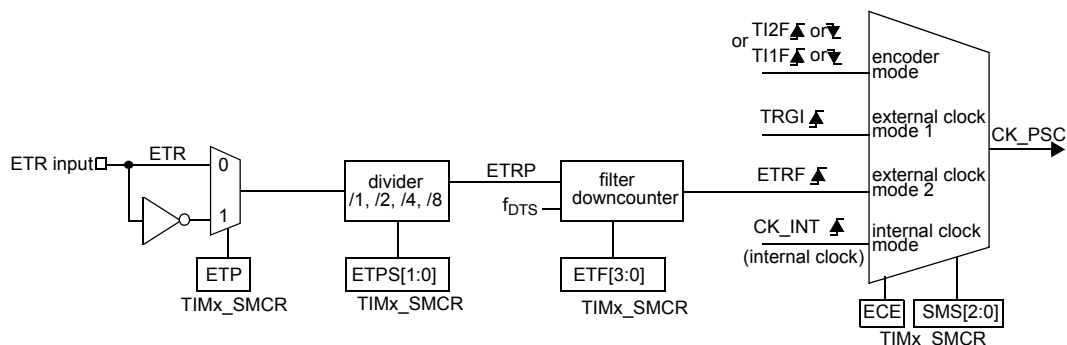 or TI2F or
TI1F or
encoder
mode
TRGI
external clock
mode 1
CK_PSC
ETR input
ETR
0
1
divider
/1, /2, /4, /8
ETRP
fDTS
filter
downcounter
ETRF
external clock
mode 2
CK_INT
(internal clock)
internal clock
mode
ETP
TIMx_SMCR
ETPS[1:0]
TIMx_SMCR
ETF[3:0]
TIMx_SMCR
ECE
SMS[2:0]
TIMx_SMCR